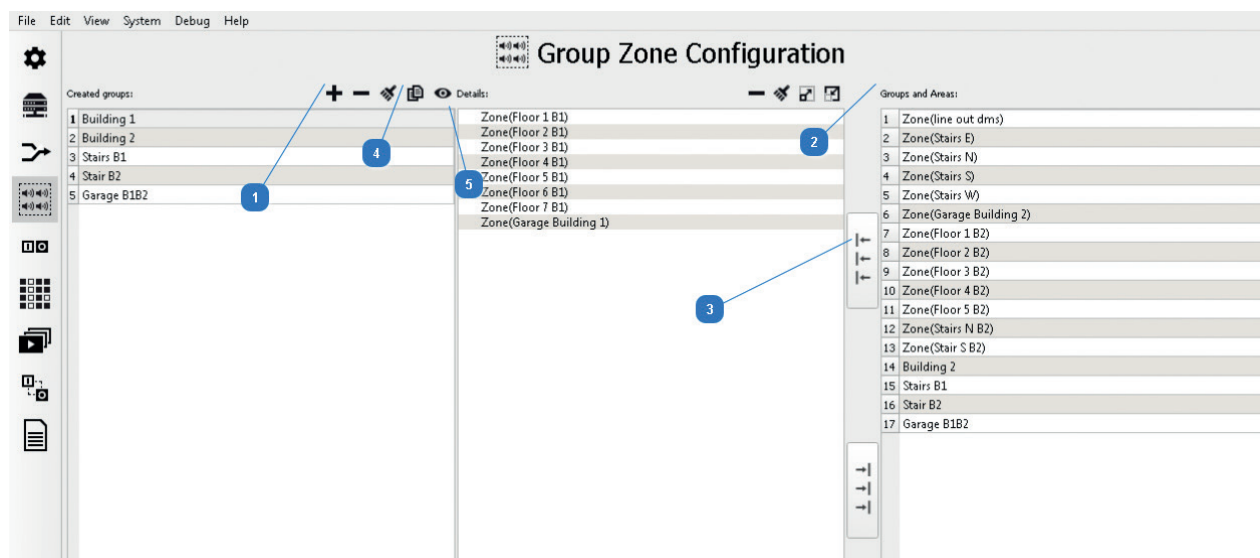 File Edit View System Debug Help
Group Zone Configuration
Created groups:
1 Building 1
2 Building 2
3 Stairs B1
4 Stair B2
5 Garage B1B2
1
4
5
Details:
Zone(Floor 1 B1)
Zone(Floor 2 B1)
Zone(Floor 3 B1)
Zone(Floor 4 B1)
Zone(Floor 5 B1)
Zone(Floor 6 B1)
Zone(Floor 7 B1)
Zone(Garage Building 1)
2
3
Groups and Areas:
1 Zone(line out dms)
2 Zone(Stairs E)
3 Zone(Stairs N)
4 Zone(Stairs S)
5 Zone(Stairs W)
6 Zone(Garage Building 2)
7 Zone(Floor 1 B2)
8 Zone(Floor 2 B2)
9 Zone(Floor 3 B2)
10 Zone(Floor 4 B2)
11 Zone(Floor 5 B2)
12 Zone(Stairs N B2)
13 Zone(Stair S B2)
14 Building 2
15 Stairs B1
16 Stair B2
17 Garage B1B2